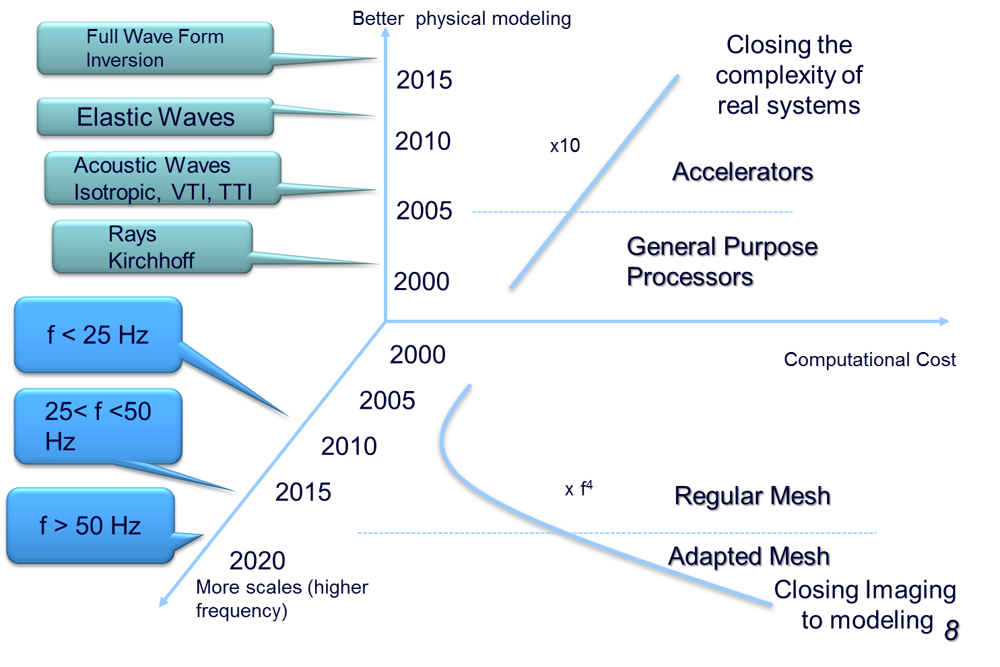 Better  physical modeling
Full Wave Form
Inversion
Elastic Waves
Acoustic Waves
Isotropic, VTI, TTI
Rays
Kirchhoff
2015
2010
2005
2000
x10
Closing the
complexity of
real systems
Accelerators
General Purpose
Processors
Computational Cost
f < 25 Hz
25< f <50
Hz
f > 50 Hz
2000
2005
2010
2015
2020
More scales (higher
frequency)
x f⁴
Regular Mesh
Adapted Mesh
Closing Imaging
to modeling
8